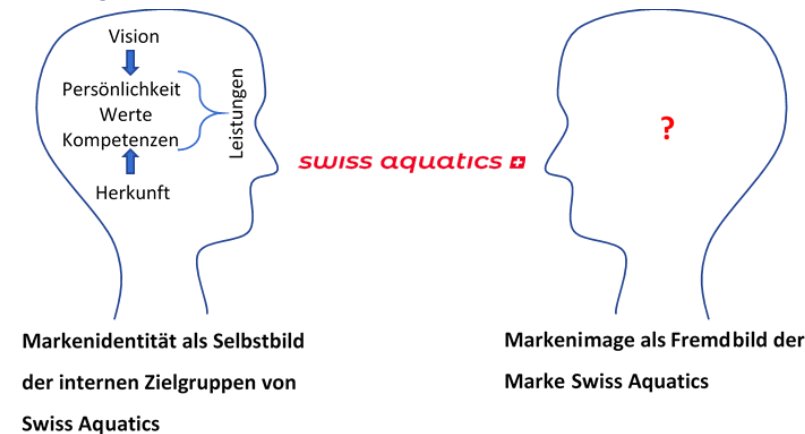 Vision
Persönlichkeit
Werte
Kompetenzen
Herkunft
Leistungen
swiss aquatics
?
Markenidentität als Selbstbild
der internen Zielgruppen von
Swiss Aquatics
Markenimage als Fremdbild der
Marke Swiss Aquatics